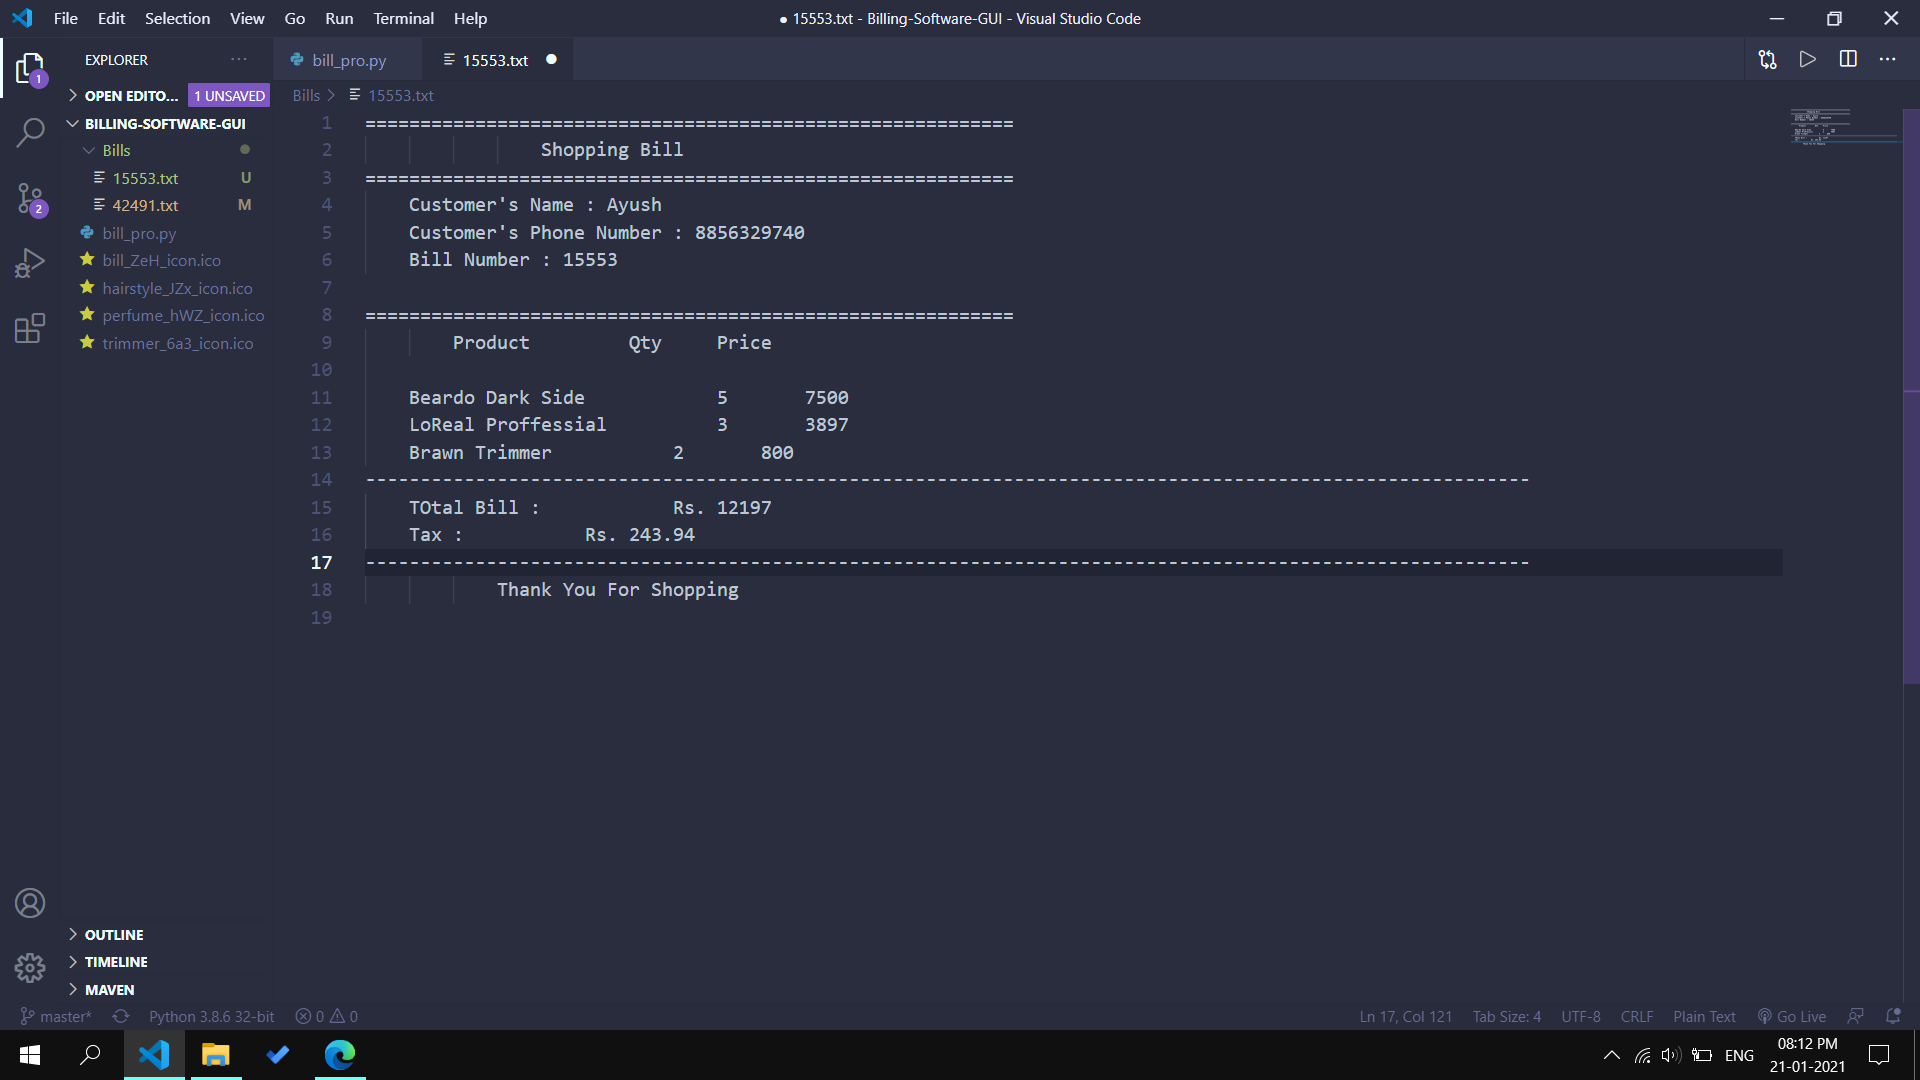 File Edit Selection View Go Run Terminal Help
● 15553.txt - Billing-Software-GUI - Visual Studio Code
EXPLORER
bill_pro.py
15553.txt
OPEN EDITO... 1 UNSAVED
Bills > 15553.txt
BILLING-SOFTWARE-GUI
Bills
15553.txt U
42491.txt M
bill_pro.py
bill_ZeH_icon.ico
hairstyle_JZx_icon.ico
perfume_hWZ_icon.ico
trimmer_6a3_icon.ico
1 ===========================================================
2 Shopping Bill
3 ===========================================================
4 Customer's Name : Ayush
5 Customer's Phone Number : 8856329740
6 Bill Number : 15553
7
8 ===========================================================
9 Product Qty Price
10
11 Beardo Dark Side 5 7500
12 LoReal Proffessial 3 3897
13 Brawn Trimmer 2 800
14 ----------------------------------------------------------------------------------------------------------
15 TOtal Bill : Rs. 12197
16 Tax : Rs. 243.94
17 ----------------------------------------------------------------------------------------------------------
18 Thank You For Shopping
19
1
2
OUTLINE
TIMELINE
MAVEN
master* Python 3.8.6 32-bit 0 0
Ln 17, Col 121 Tab Size: 4 UTF-8 CRLF Plain Text Go Live
ENG
08:12 PM
21-01-2021